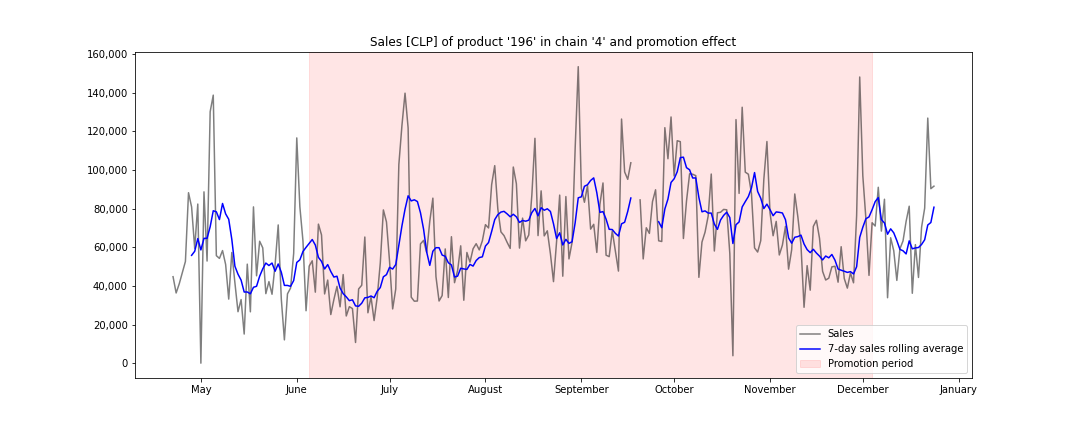 Sales [CLP] of product '196' in chain '4' and promotion effect
160,000
140,000
120,000
100,000
80,000
60,000
40,000
20,000
0
May June July August September October November December January
Sales
7-day sales rolling average
Promotion period